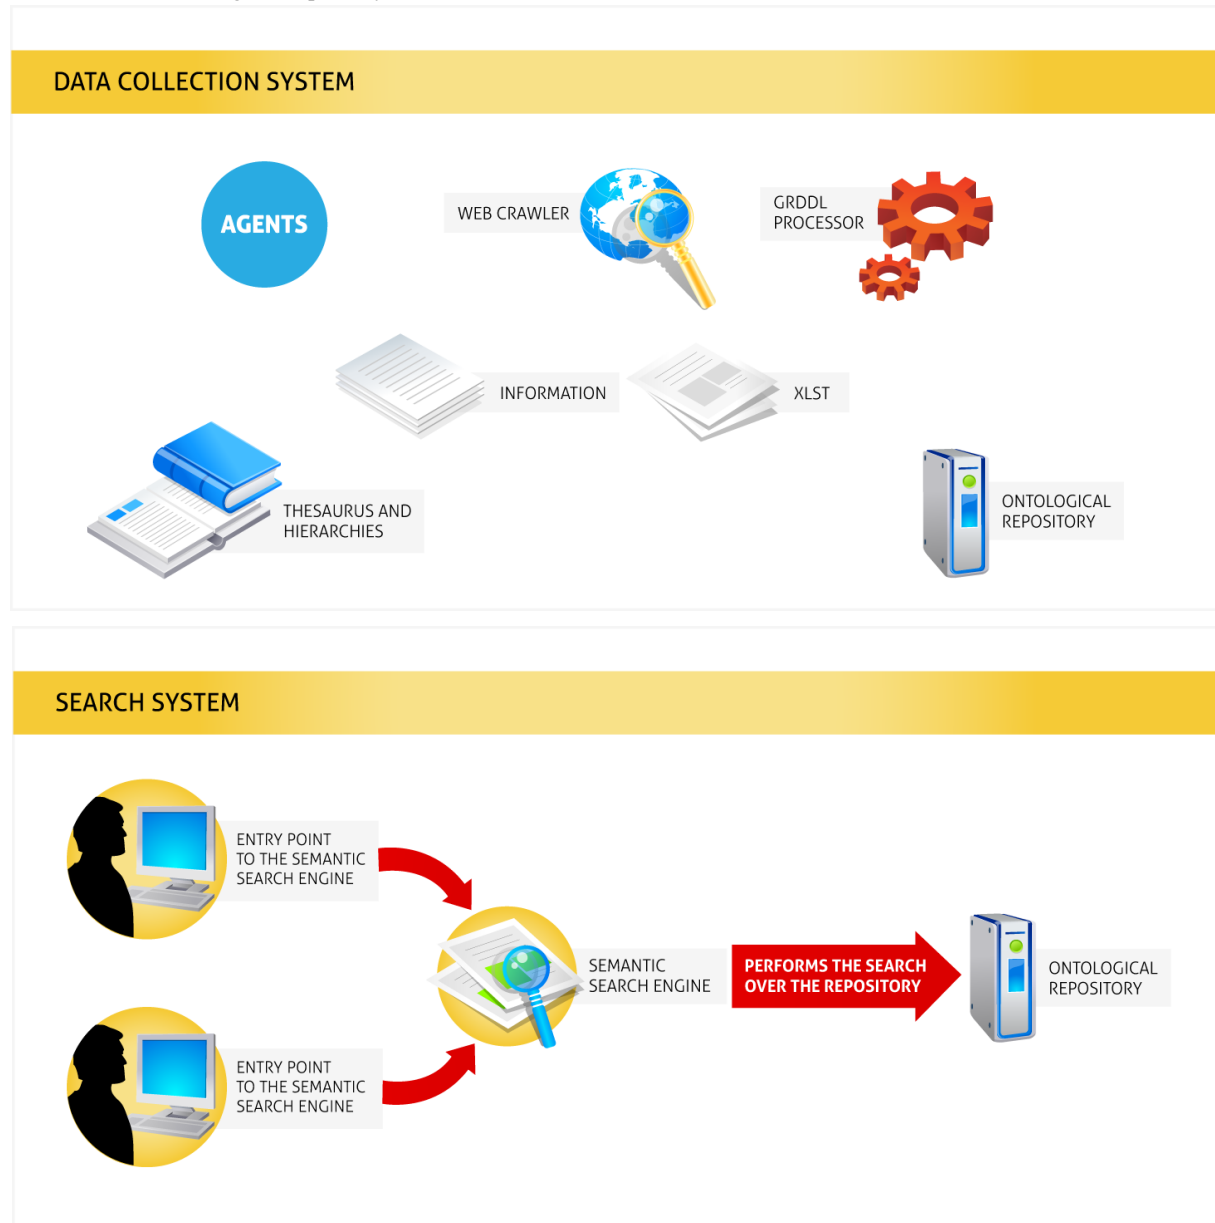 DATA COLLECTION SYSTEM
AGENTS
WEB CRAWLER
GRDDL
PROCESSOR
INFORMATION
XLST
THESAURUS AND
HIERARCHIES
ONTOLOGICAL
REPOSITORY
SEARCH SYSTEM
ENTRY POINT
TO THE SEMANTIC
SEARCH ENGINE
SEMANTIC
SEARCH ENGINE
PERFORMS THE SEARCH
OVER THE REPOSITORY
ONTOLOGICAL
REPOSITORY
ENTRY POINT
TO THE SEMANTIC
SEARCH ENGINE